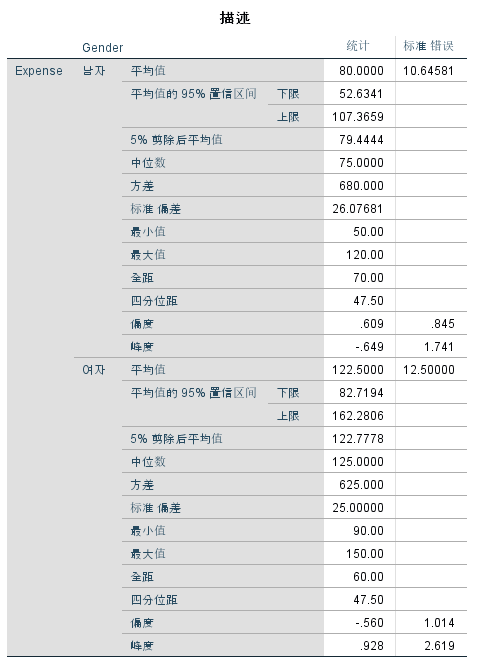 描述
Gender 统计 标准 错误
Expense 남자 平均值 80.0000 10.64581
平均值的 95% 置信区间 下限 52.6341
上限 107.3659
5% 剪除后平均值 79.4444
中位数 75.0000
方差 680.000
标准 偏差 26.07681
最小值 50.00
最大值 120.00
全距 70.00
四分位距 47.50
偏度 .609 .845
峰度 -.649 1.741
여자 平均值 122.5000 12.50000
平均值的 95% 置信区间 下限 82.7194
上限 162.2806
5% 剪除后平均值 122.7778
中位数 125.0000
方差 625.000
标准 偏差 25.00000
最小值 90.00
最大值 150.00
全距 60.00
四分位距 47.50
偏度 -.560 1.014
峰度 .928 2.619